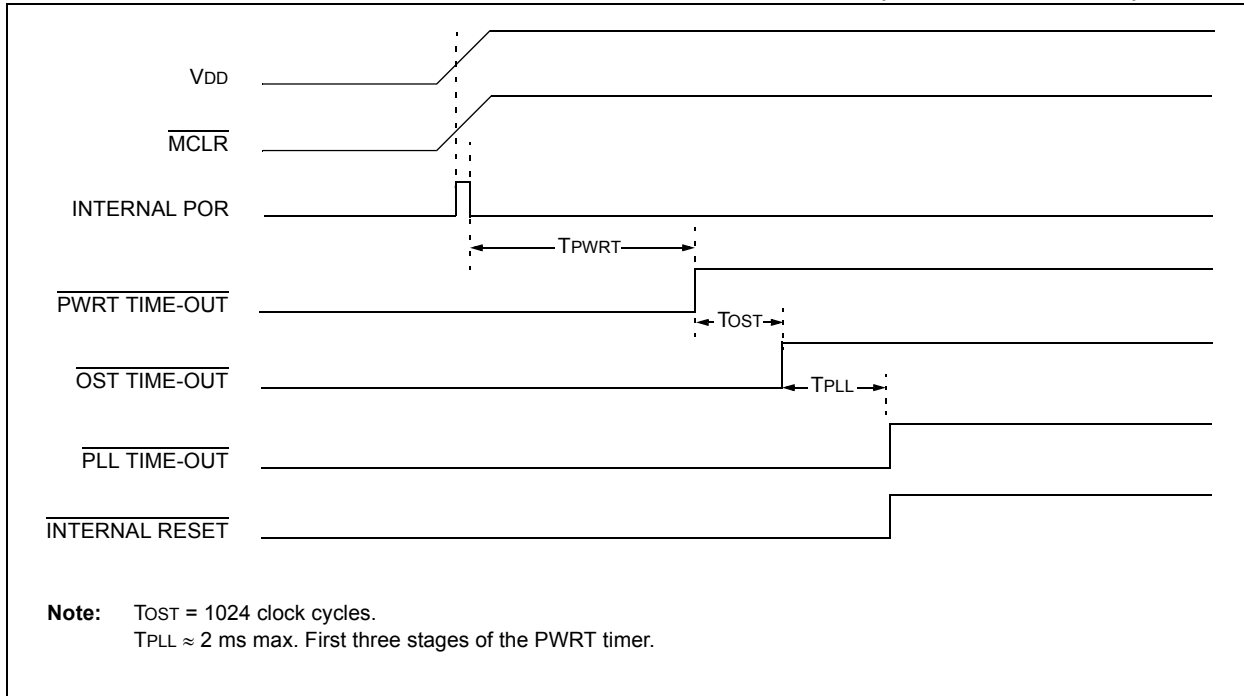 VDD
MCLR
INTERNAL POR
TPWRT
PWRT TIME-OUT
TOST
OST TIME-OUT
TPLL
PLL TIME-OUT
INTERNAL RESET
Note: TOST = 1024 clock cycles.
TPLL ≈ 2 ms max. First three stages of the PWRT timer.